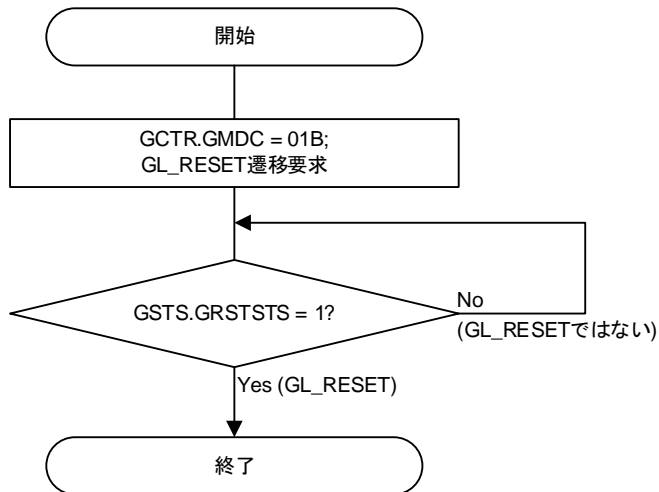 開始
GCTR.GMDC = 01B;
GL_RESET遷移要求
GSTS.GRSTSTS = 1?
No
(GL_RESETではない)
Yes (GL_RESET)
終了